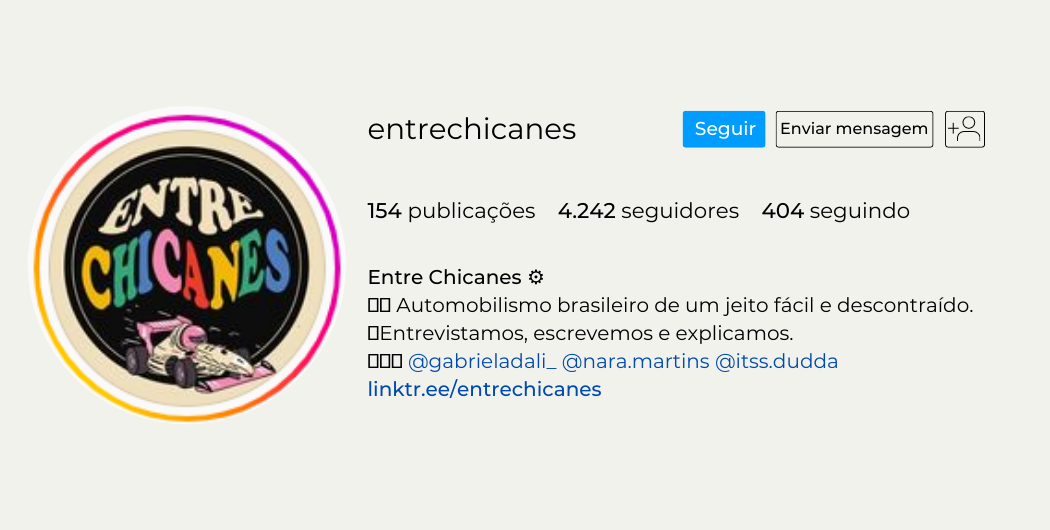 ENTRE
CHICANES
entrechicanes
Seguir
Enviar mensagem
154 publicações 4.242 seguidores 404 seguindo
Entre Chicanes ⚙
Automobilismo brasileiro de um jeito fácil e descontraído.
Entrevistamos, escrevemos e explicamos.
@gabrieladali_ @nara.martins @itss.dudda
linktr.ee/entrechicanes